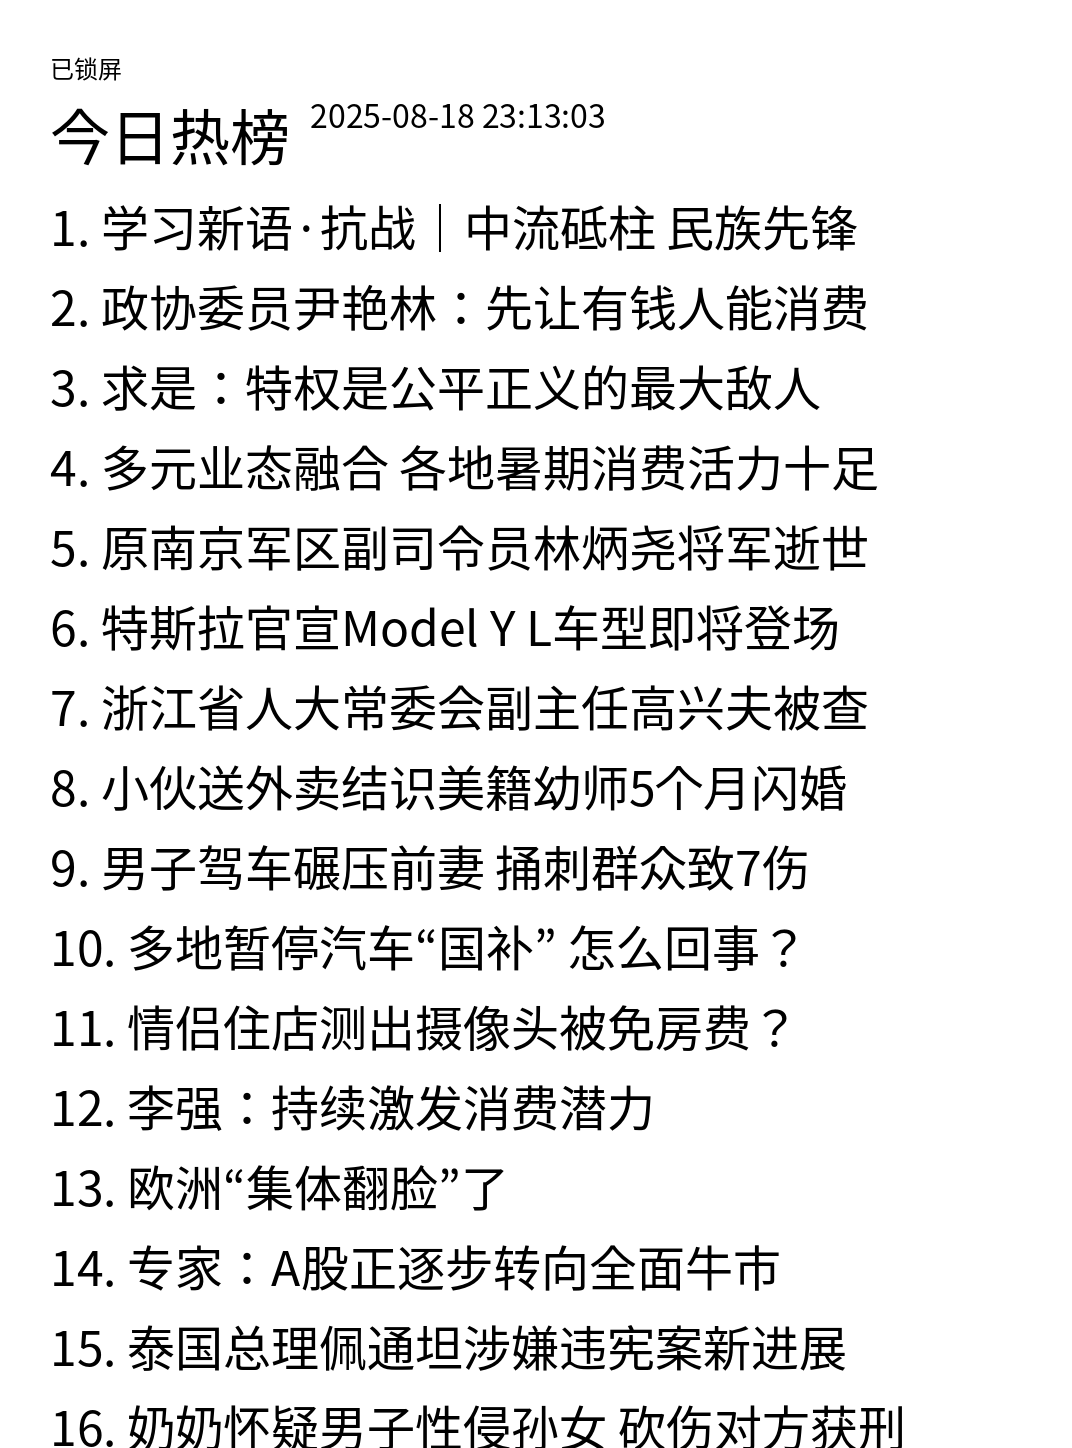 已锁屏
今日热榜 2025-08-18 23:13:03
1. 学习新语·抗战｜中流砥柱 民族先锋
2. 政协委员尹艳林：先让有钱人能消费
3. 求是：特权是公平正义的最大敌人
4. 多元业态融合 各地暑期消费活力十足
5. 原南京军区副司令员林炳尧将军逝世
6. 特斯拉官宣Model Y L车型即将登场
7. 浙江省人大常委会副主任高兴夫被查
8. 小伙送外卖结识美籍幼师5个月闪婚
9. 男子驾车碾压前妻 捅刺群众致7伤
10. 多地暂停汽车“国补” 怎么回事？
11. 情侣住店测出摄像头被免房费？
12. 李强：持续激发消费潜力
13. 欧洲“集体翻脸”了
14. 专家：A股正逐步转向全面牛市
15. 泰国总理佩通坦涉嫌违宪案新进展
16. 奶奶怀疑男子性侵孙女 砍伤对方获刑